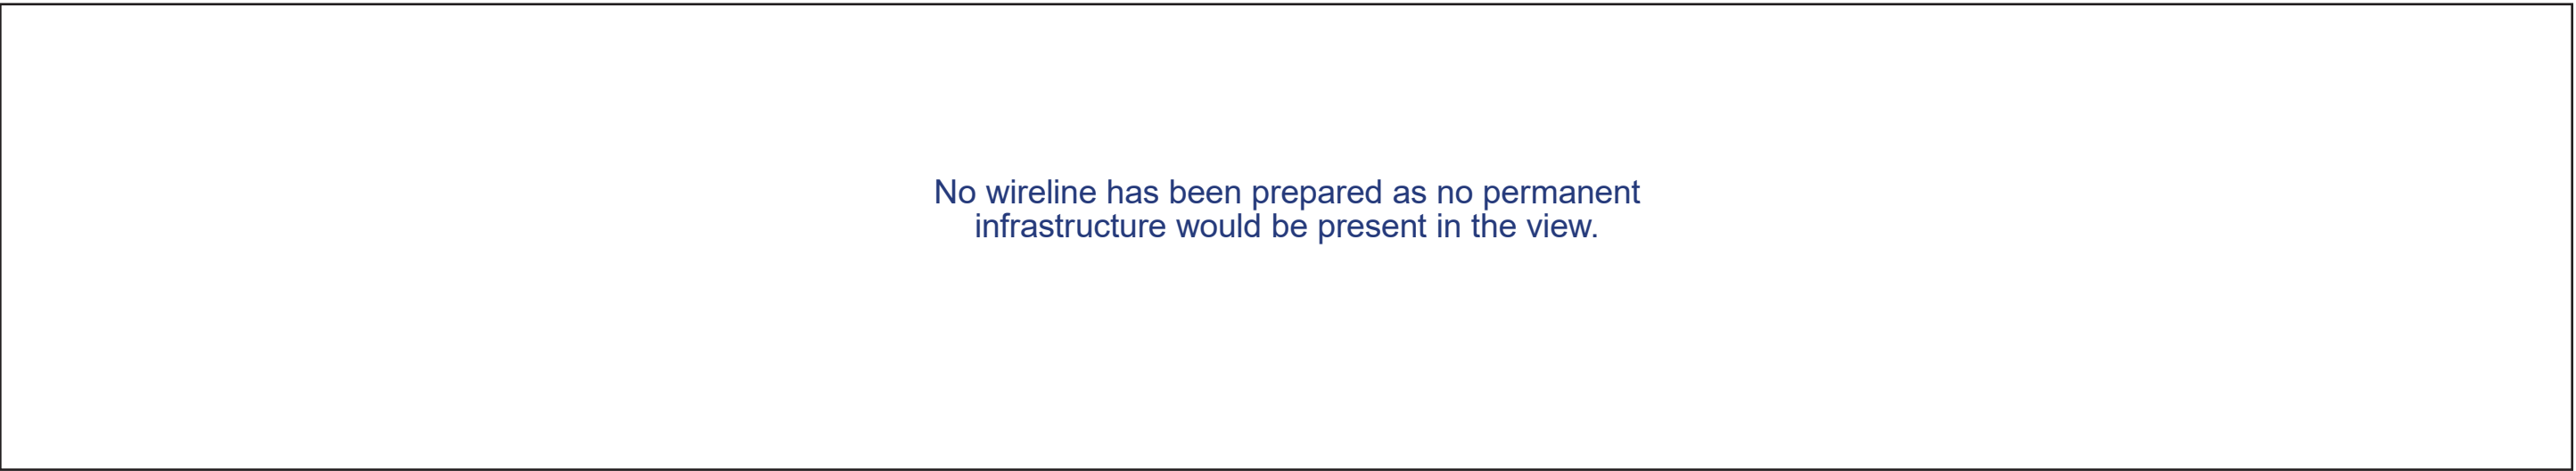 No wireline has been prepared as no permanent
infrastructure would be present in the view.